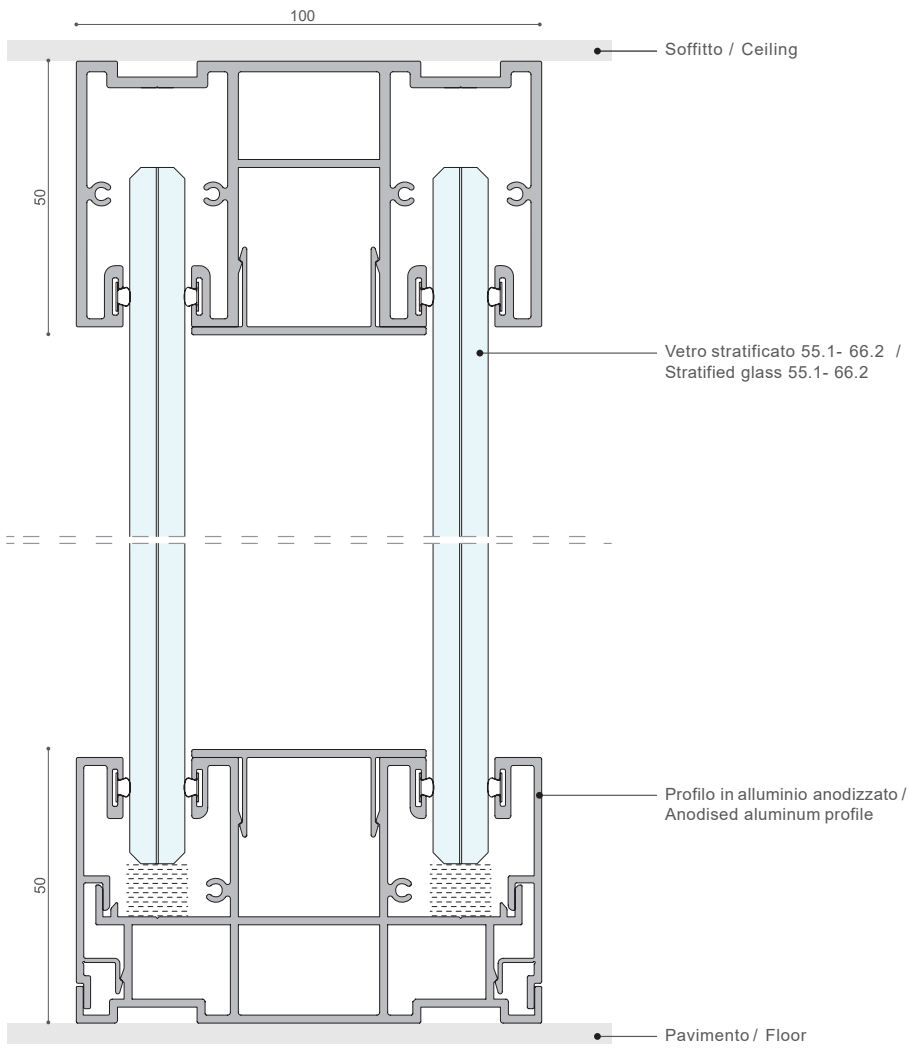 100
Soffitto / Ceiling
50
Vetro stratificato 55.1- 66.2 /
Stratified glass 55.1- 66.2
Profilo in alluminio anodizzato /
Anodised aluminum profile
50
Pavimento / Floor